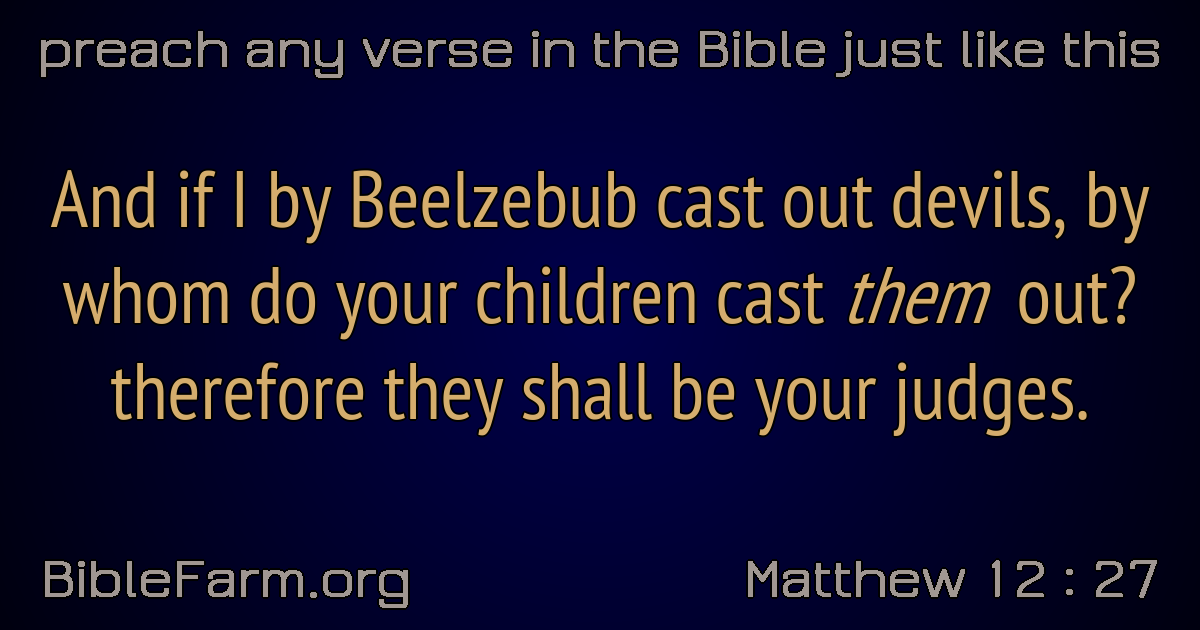 preach any verse in the Bible just like this
And if I by Beelzebub cast out devils, by
whom do your children cast them out?
therefore they shall be your judges.
BibleFarm.org
Matthew 12 : 27